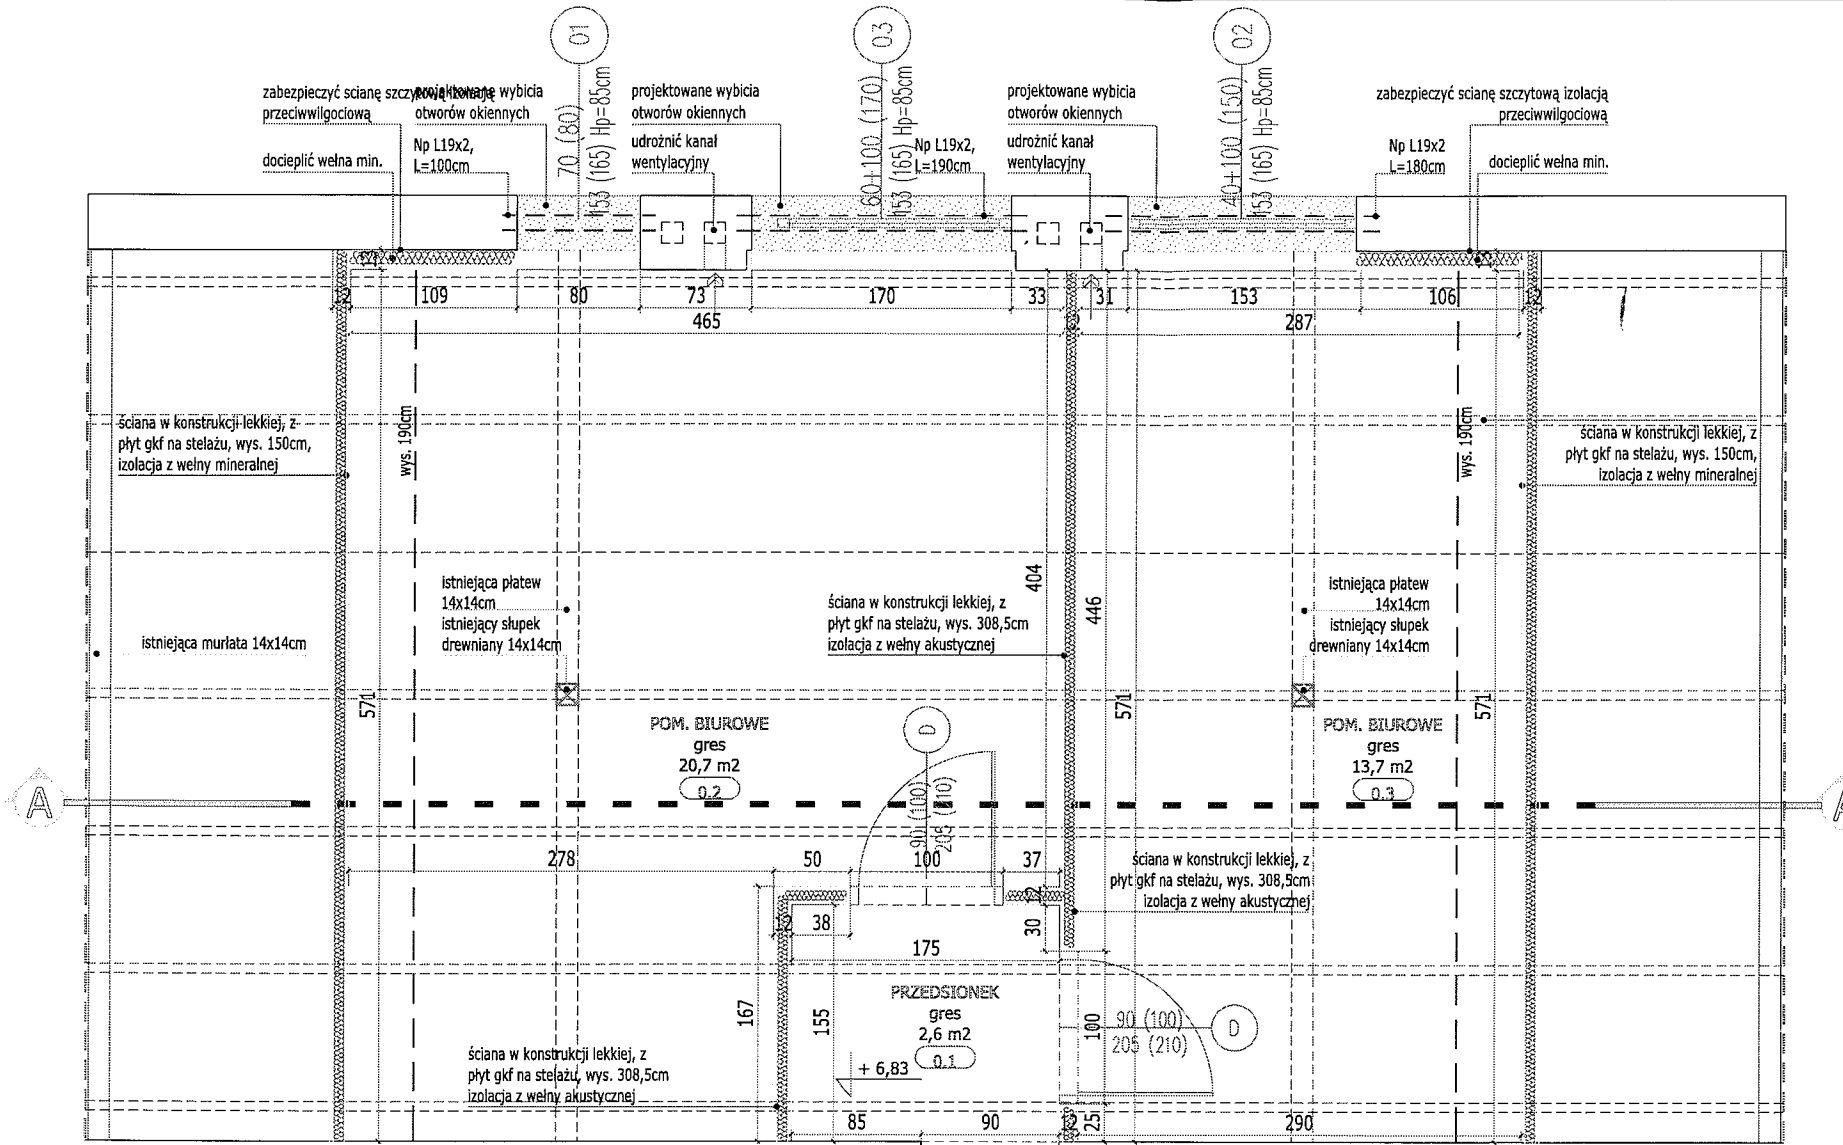 01
03
02
70 (80)
153 (165) Hp=85cm
60+100 (170)
153 (165) Hp=85cm
40+100 (150)
153 (165) Hp=85cm
zabezpieczyć scianę szczytową izolacją
przeciwwilgociową
docieplić wełna min.
projektowane wybicia
otworów okiennych
Np L19x2,
L=100cm
projektowane wybicia
otworów okiennych
udrożnić kanał
wentylacyjny
Np L19x2,
L=190cm
projektowane wybicia
otworów okiennych
udrożnić kanał
wentylacyjny
Np L19x2
L=180cm
zabezpieczyć scianę szczytową izolacją
przeciwwilgociową
docieplić wełna min.
12
109
80
73
170
33
31
153
106
12
465
287
wys. 190cm
wys. 190cm
ściana w konstrukcji lekkiej, z
płyt gkf na stelażu, wys. 150cm,
izolacja z wełny mineralnej
ściana w konstrukcji lekkiej, z
płyt gkf na stelażu, wys. 150cm,
izolacja z wełny mineralnej
istniejąca murłata 14x14cm
istniejąca płatew
14x14cm
istniejący słupek
drewniany 14x14cm
ściana w konstrukcji lekkiej, z
płyt gkf na stelażu, wys. 308,5cm
izolacja z wełny akustycznej
404
446
istniejąca płatew
14x14cm
istniejący słupek
drewniany 14x14cm
571
571
571
POM. BIUROWE
gres
20,7 m2
0.2
D
90 (100)
205 (210)
POM. BIUROWE
gres
13,7 m2
0.3
A
A
278
50
100
37
ściana w konstrukcji lekkiej, z
płyt gkf na stelażu, wys. 308,5cm
izolacja z wełny akustycznej
12
38
12
30
175
PRZEDSIONEK
gres
2,6 m2
0.1
167
155
100
90 (100)
205 (210)
D
+ 6,83
ściana w konstrukcji lekkiej, z
płyt gkf na stelażu, wys. 308,5cm
izolacja z wełny akustycznej
85
90
12
25
290